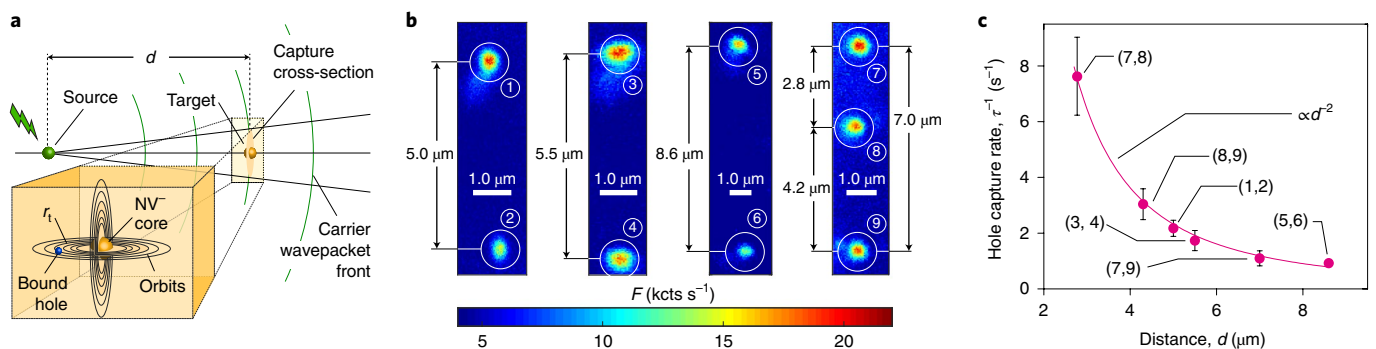 a
d
Capture
cross-section
Source
Target
NV⁻
core
rt
Bound
hole
Orbits
Carrier
wavepacket
front
b
1
5.0 μm
1.0 μm
2
3
5.5 μm
1.0 μm
4
5
8.6 μm
1.0 μm
6
7
2.8 μm
7.0 μm
8
1.0 μm
4.2 μm
9
F (kcts s⁻¹)
5 10 15 20
c
Hole capture rate, τ⁻¹ (s⁻¹)
8
6
4
2
0
(7,8)
∝d⁻²
(8,9)
(1,2)
(3, 4)
(5,6)
(7,9)
2 4 6 8
Distance, d (μm)